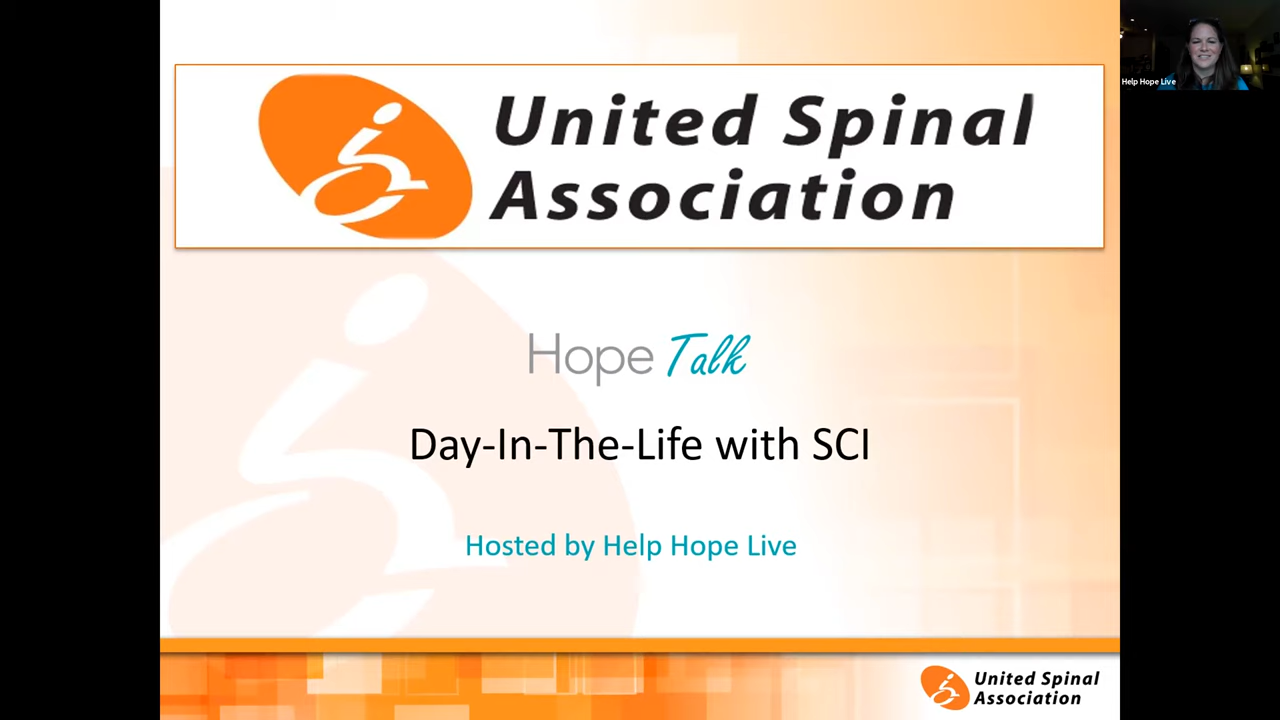 Help Hope Live
United Spinal
Association
Hope Talk
Day-In-The-Life with SCI
Hosted by Help Hope Live
United Spinal
Association